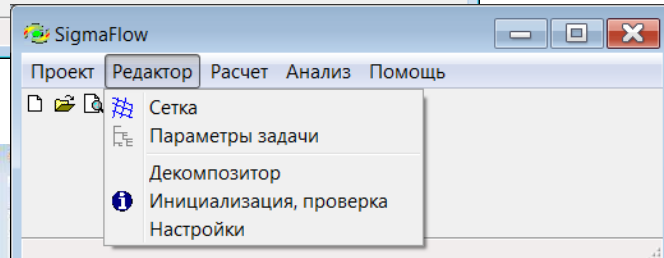 SigmaFlow
Проект Редактор Расчет Анализ Помощь
Сетка
Параметры задачи
Декомпозитор
Инициализация, проверка
Настройки